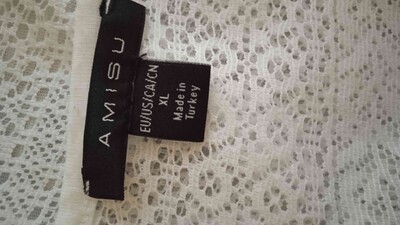 AMISU
EU/US/CA/CN
XL
Made in
Turkey